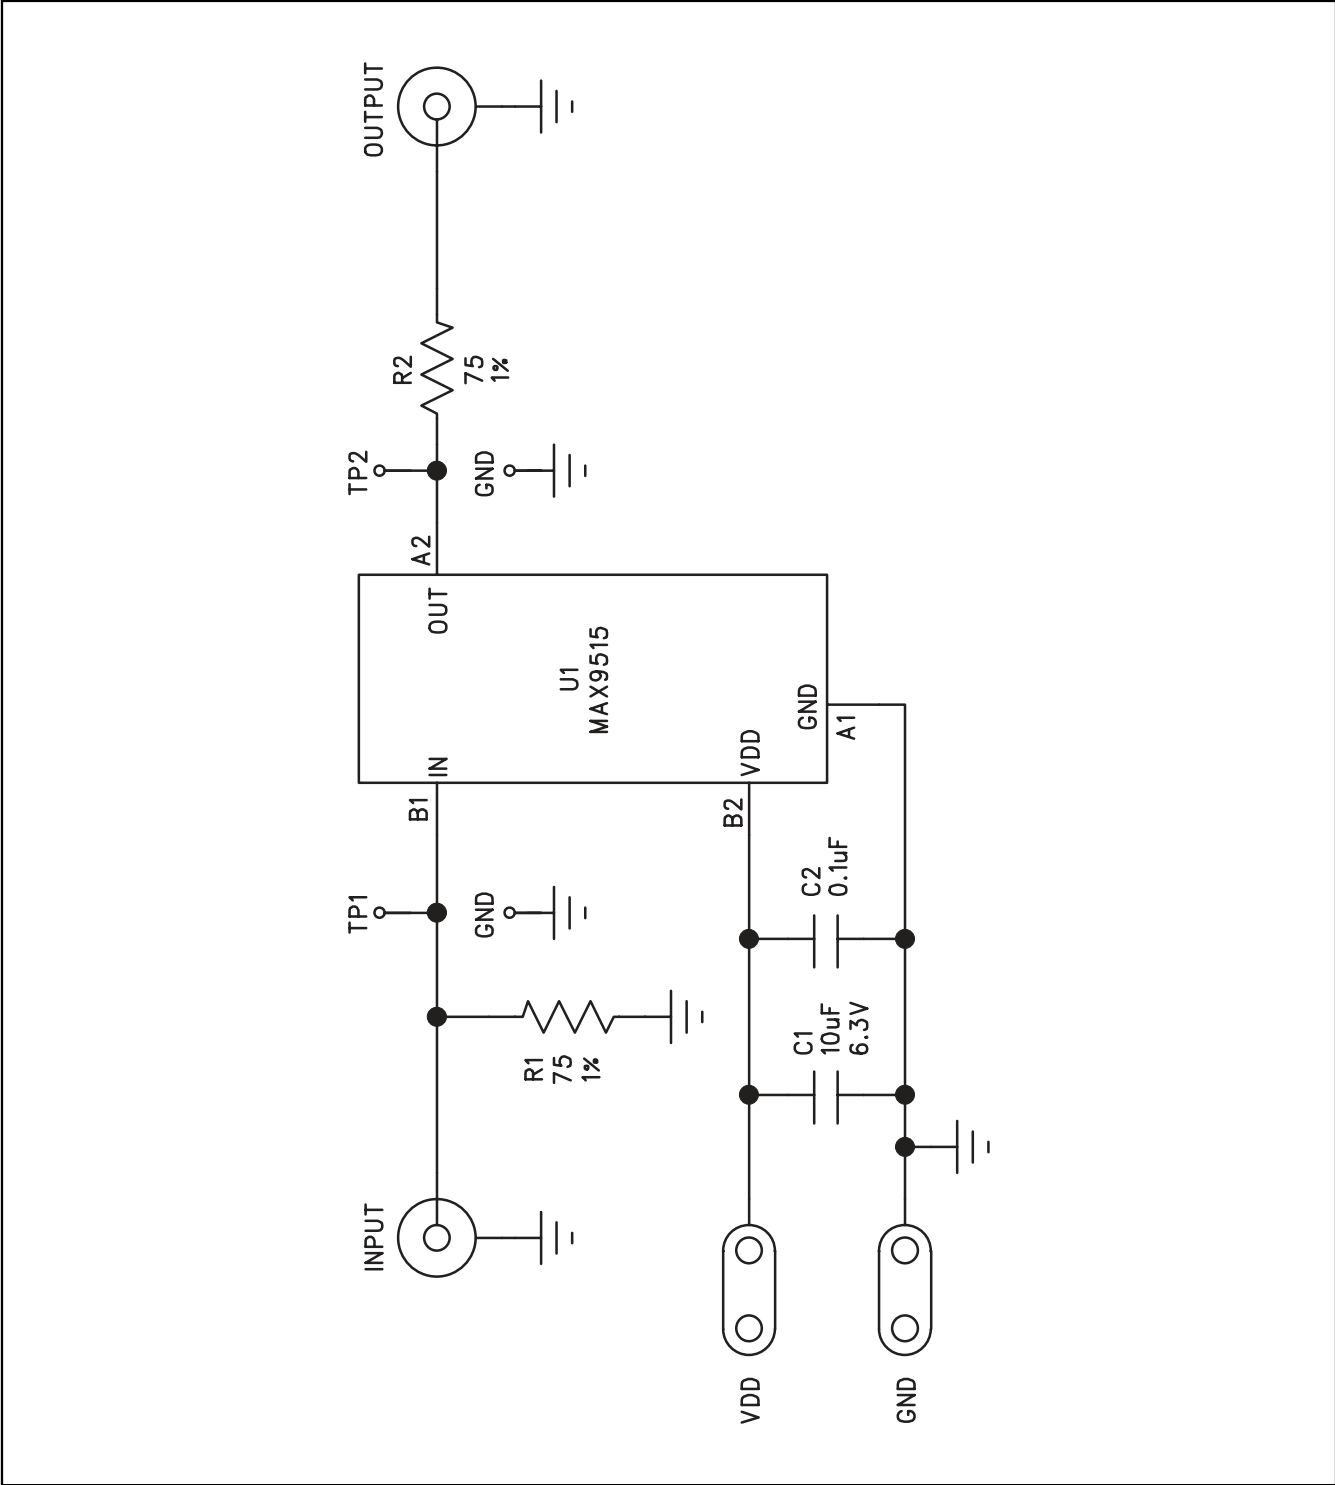 INPUT
R1
75
1%
TP1
GND
B1
IN
U1
MAX9515
OUT
A2
TP2
GND
R2
75
1%
OUTPUT
VDD
C1
10uF
6.3V
C2
0.1uF
B2
VDD
GND
A1
GND